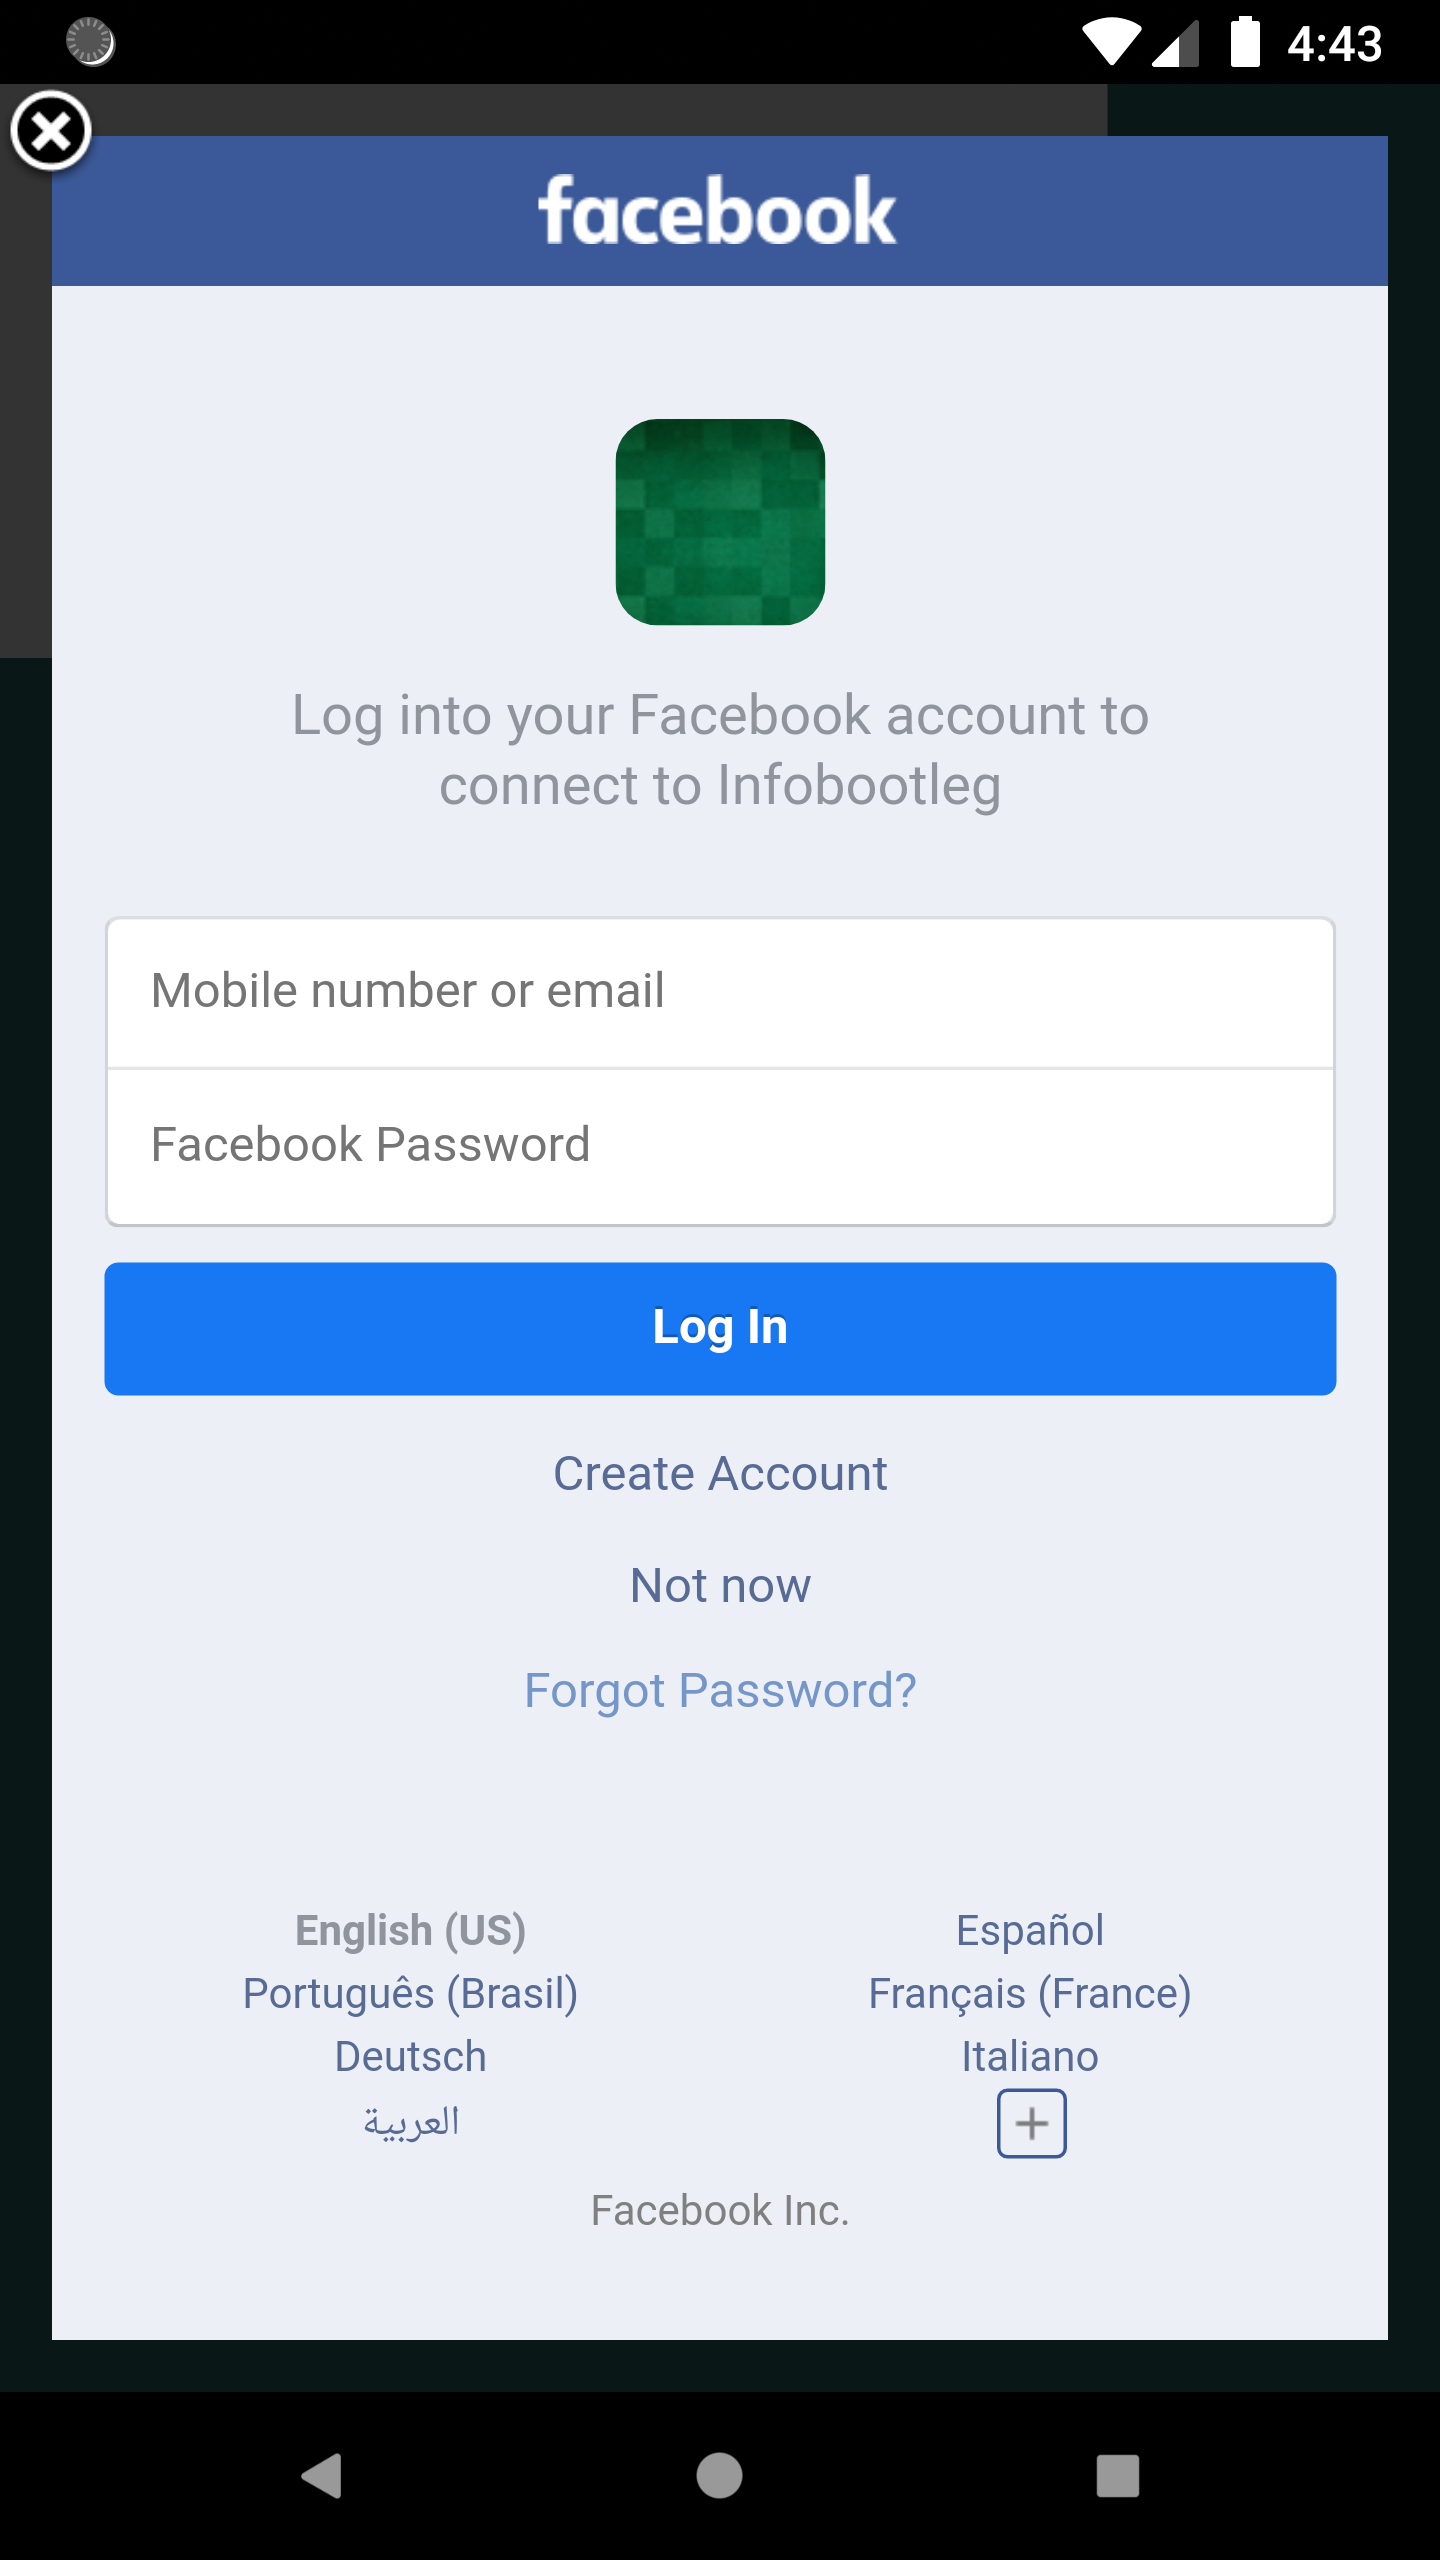 4:43
facebook
Log into your Facebook account to
connect to Infobootleg
Mobile number or email
Facebook Password
Log In
Create Account
Not now
Forgot Password?
English (US)
Español
Português (Brasil)
Français (France)
Deutsch
Italiano
العربية
Facebook Inc.